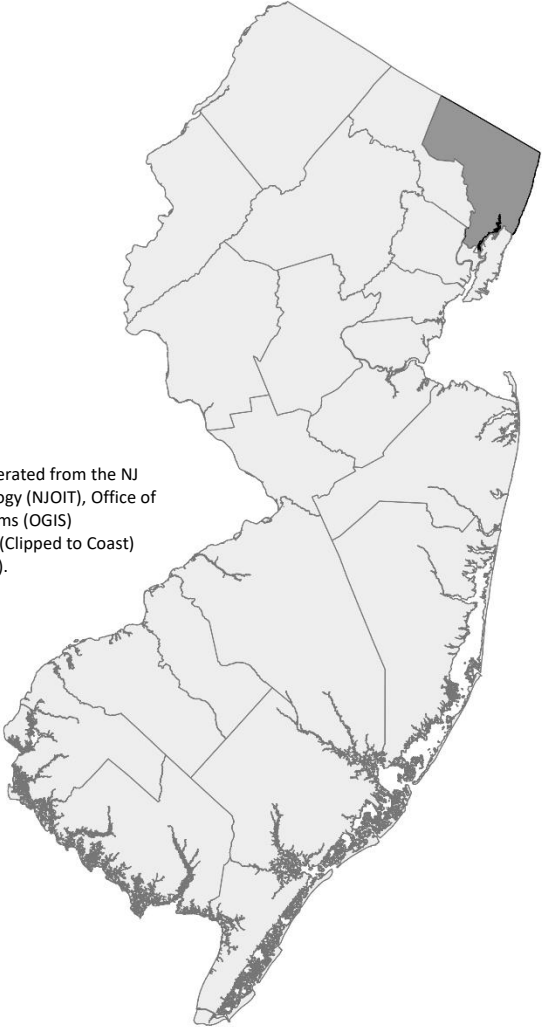 erated from the NJ
ogy (NJOIT), Office of
ms (OGIS)
(Clipped to Coast)
).